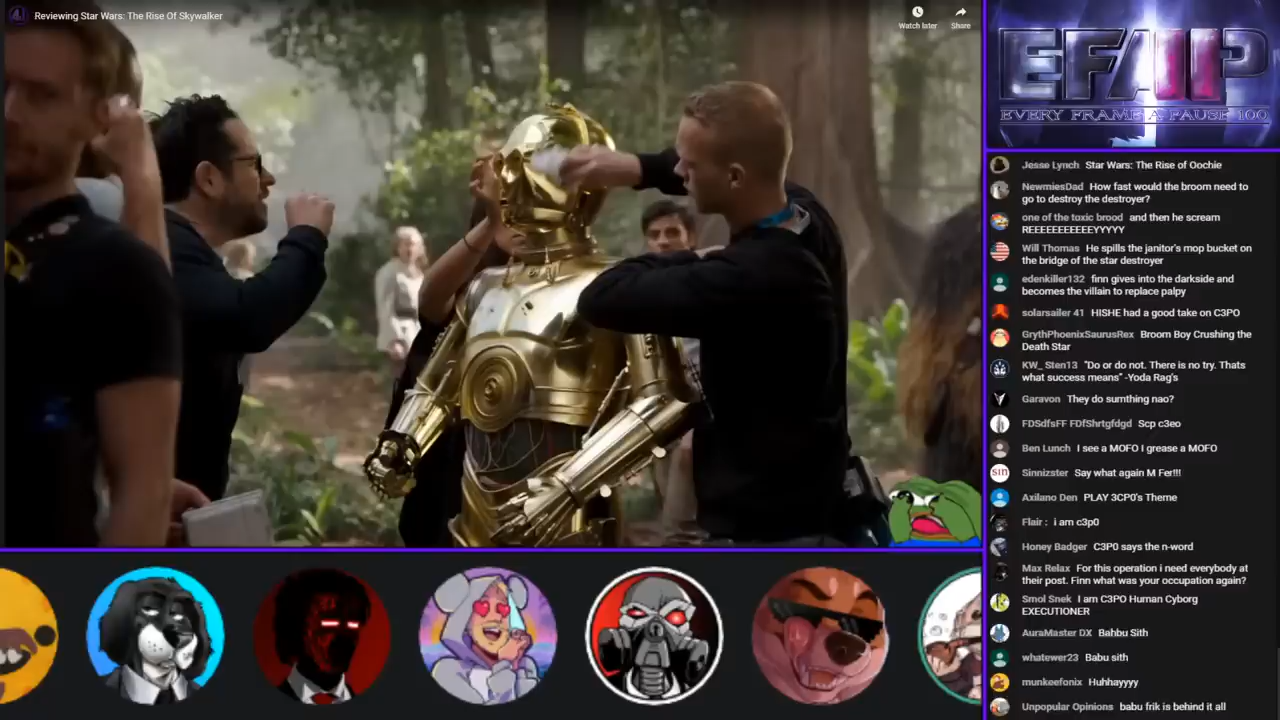 Reviewing Star Wars: The Rise Of Skywalker
Watch later
Share
EFAP
EVERY FRAME A PAUSE 100
Jesse Lynch Star Wars: The Rise of Oochie
NewmiesDad How fast would the broom need to
go to destroy the destroyer?
one of the toxic brood and then he scream
REEEEEEEEEEYYYYY
Will Thomas He spills the janitor's mop bucket on
the bridge of the star destroyer
edenkiller132 finn gives into the darkside and
becomes the villain to replace palpy
solarsailer 41 HISHE had a good take on C3PO
GrythPhoenixSaurusRex Broom Boy Crushing the
Death Star
KW_Sten13 "Do or do not. There is no try. Thats
what success means" -Yoda Rag's
Garavon They do sumthing nao?
FDSdfsFF FDfShrtgfdgd Scp c3eo
Ben Lunch I see a MOFO I grease a MOFO
sin
Sinnizster Say what again M Fer!!!
Axilano Den PLAY 3CP0's Theme
Flair : i am c3p0
Honey Badger C3P0 says the n-word
Max Relax For this operation i need everybody at
their post. Finn what was your occupation again?
Smol Snek I am C3PO Human Cyborg
EXECUTIONER
AuraMaster DX Bahbu Sith
whatewer23 Babu sith
munkeefonix Huhhayyyy
Unpopular Opinions babu frik is behind it all